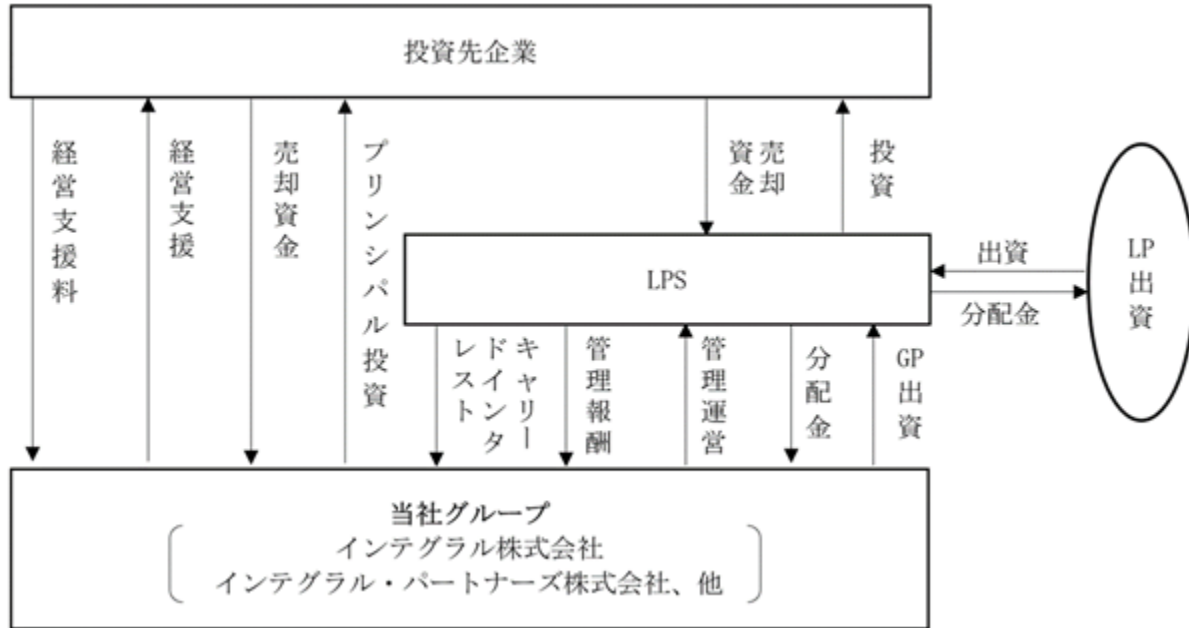 投資先企業
経営支援料
経営支援
売却資金
プリンシパル投資
売却
資金
投資
LPS
出資
分配金
LP出資
キャリー
ドインタ
レスト
管理報酬
管理運営
分配金
GP出資
当社グループ
インテグラル株式会社
インテグラル・パートナーズ株式会社、他